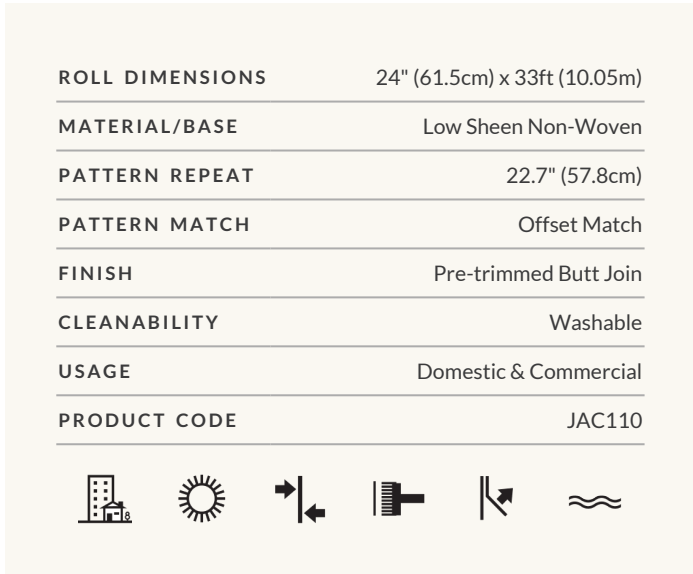 ROLL DIMENSIONS 24" (61.5cm) x 33ft (10.05m)
MATERIAL/BASE Low Sheen Non-Woven
PATTERN REPEAT 22.7" (57.8cm)
PATTERN MATCH Offset Match
FINISH Pre-trimmed Butt Join
CLEANABILITY Washable
USAGE Domestic & Commercial
PRODUCT CODE JAC110